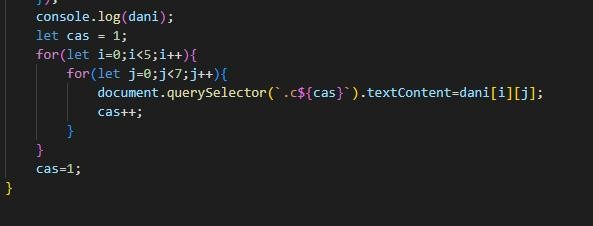 });
console.log(dani);
let cas = 1;
for(let i=0;i<5;i++){
for(let j=0;j<7;j++){
document.querySelector(`.c${cas}`).textContent=dani[i][j];
cas++;
}
}
cas=1;
}